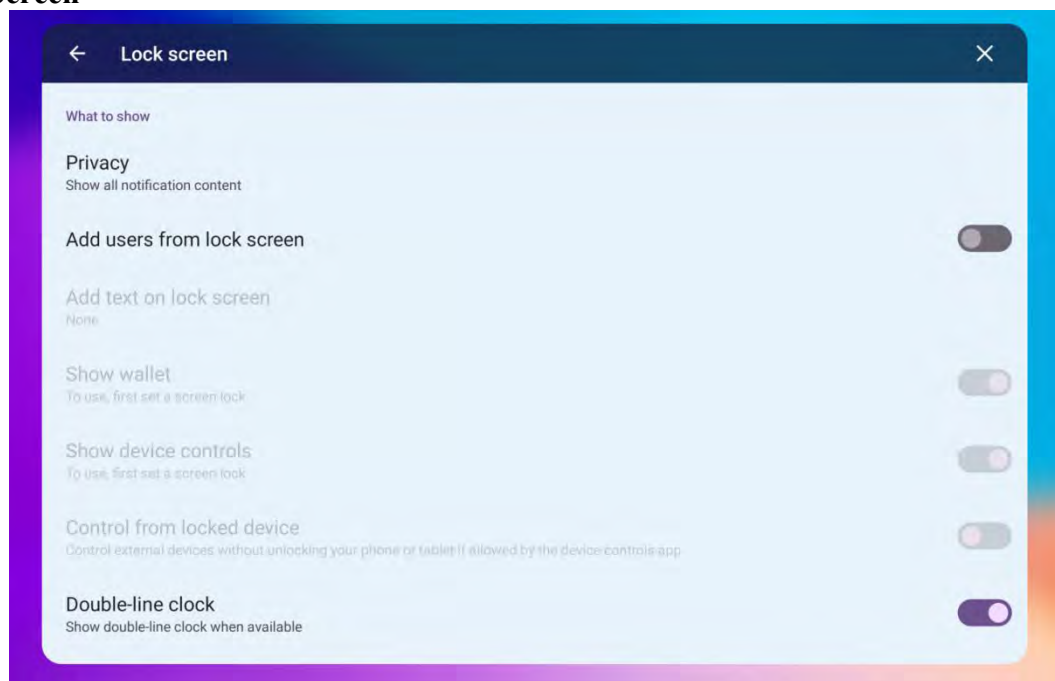 Lock screen
What to show
Privacy
Show all notification content
Add users from lock screen
Add text on lock screen
None
Show wallet
To use, first set a screen lock
Show device controls
To use, first set a screen lock
Control from locked device
Control external devices without unlocking your phone or tablet if allowed by the device controls app
Double-line clock
Show double-line clock when available